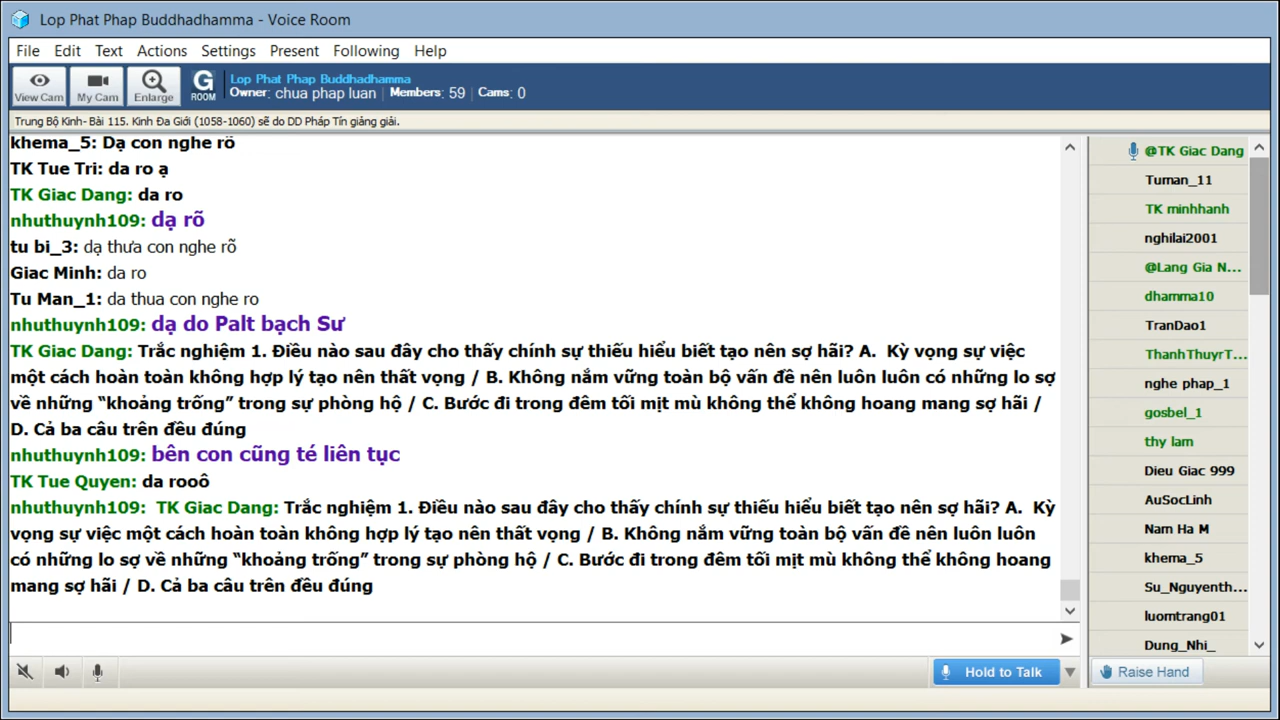 Lop Phat Phap Buddhadhamma - Voice Room
File Edit Text Actions Settings Present Following Help
View Cam My Cam Enlarge G ROOM
Lop Phat Phap Buddhadhamma
Owner: chua phap luan | Members: 59 | Cams: 0
Trung Bộ Kinh- Bài 115. Kinh Đa Giới (1058-1060) sẽ do DD Pháp Tín giảng giải.
khema_5: Dạ con nghe rõ
TK Tue Tri: da ro ạ
TK Giac Dang: da ro
nhuthuynh109: dạ rõ
tu bi_3: dạ thưa con nghe rõ
Giac Minh: da ro
Tu Man_1: da thua con nghe ro
nhuthuynh109: dạ do Palt bạch Sư
TK Giac Dang: Trắc nghiệm 1. Điều nào sau đây cho thấy chính sự thiếu hiểu biết tạo nên sợ hãi? A.  Kỳ vọng sự việc
một cách hoàn toàn không hợp lý tạo nên thất vọng / B. Không nắm vững toàn bộ vấn đề nên luôn luôn có những lo sợ
về những “khoảng trống” trong sự phòng hộ / C. Bước đi trong đêm tối mịt mù không thể không hoang mang sợ hãi /
D. Cả ba câu trên đều đúng
nhuthuynh109: bên con cũng té liên tục
TK Tue Quyen: da rooô
nhuthuynh109:  TK Giac Dang: Trắc nghiệm 1. Điều nào sau đây cho thấy chính sự thiếu hiểu biết tạo nên sợ hãi? A.  Kỳ
vọng sự việc một cách hoàn toàn không hợp lý tạo nên thất vọng / B. Không nắm vững toàn bộ vấn đề nên luôn luôn
có những lo sợ về những “khoảng trống” trong sự phòng hộ / C. Bước đi trong đêm tối mịt mù không thể không hoang
mang sợ hãi / D. Cả ba câu trên đều đúng
@TK Giac Dang
Tuman_11
TK minhhanh
nghilai2001
@Lang Gia N...
dhamma10
TranDao1
ThanhThuyrT...
nghe phap_1
gosbel_1
thy lam
Dieu Giac 999
AuSocLinh
Nam Ha M
khema_5
Su_Nguyenth...
luomtrang01
Dung_Nhi_
Hold to Talk
Raise Hand